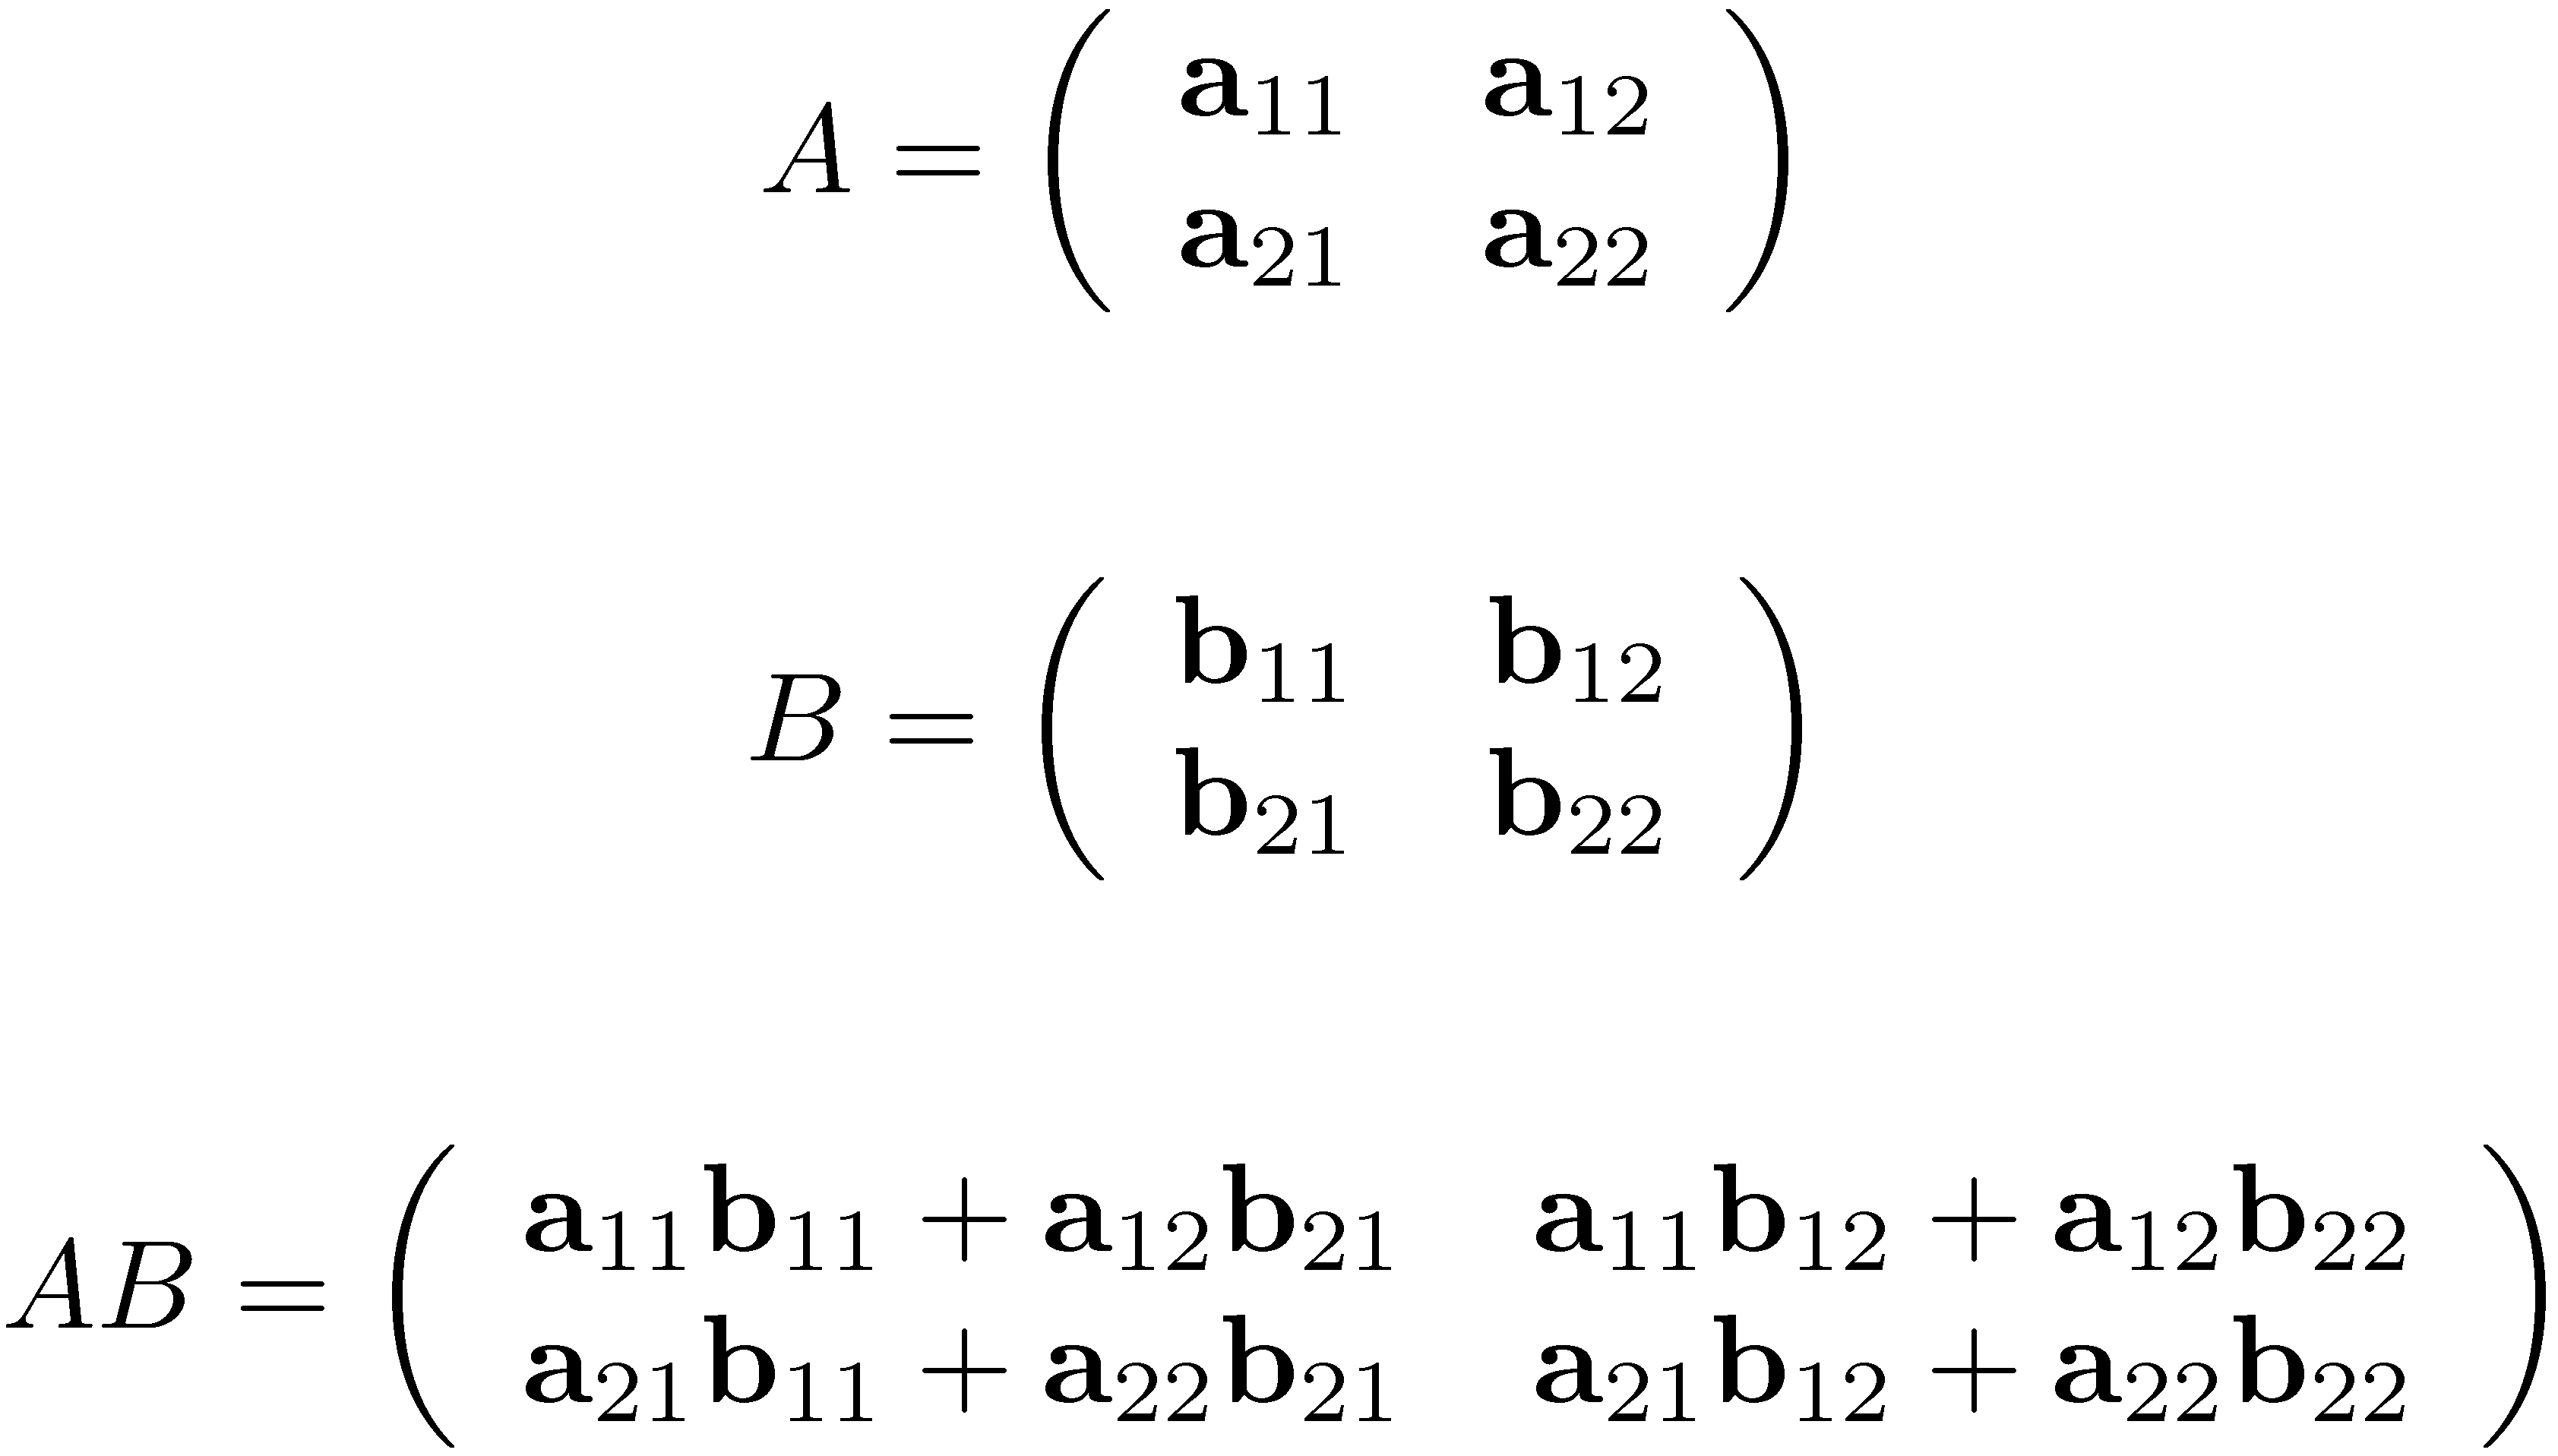 A = ( a₁₁ a₁₂
a₂₁ a₂₂ )
B = ( b₁₁ b₁₂
b₂₁ b₂₂ )
AB = ( a₁₁b₁₁ + a₁₂b₂₁ a₁₁b₁₂ + a₁₂b₂₂
a₂₁b₁₁ + a₂₂b₂₁ a₂₁b₁₂ + a₂₂b₂₂ )